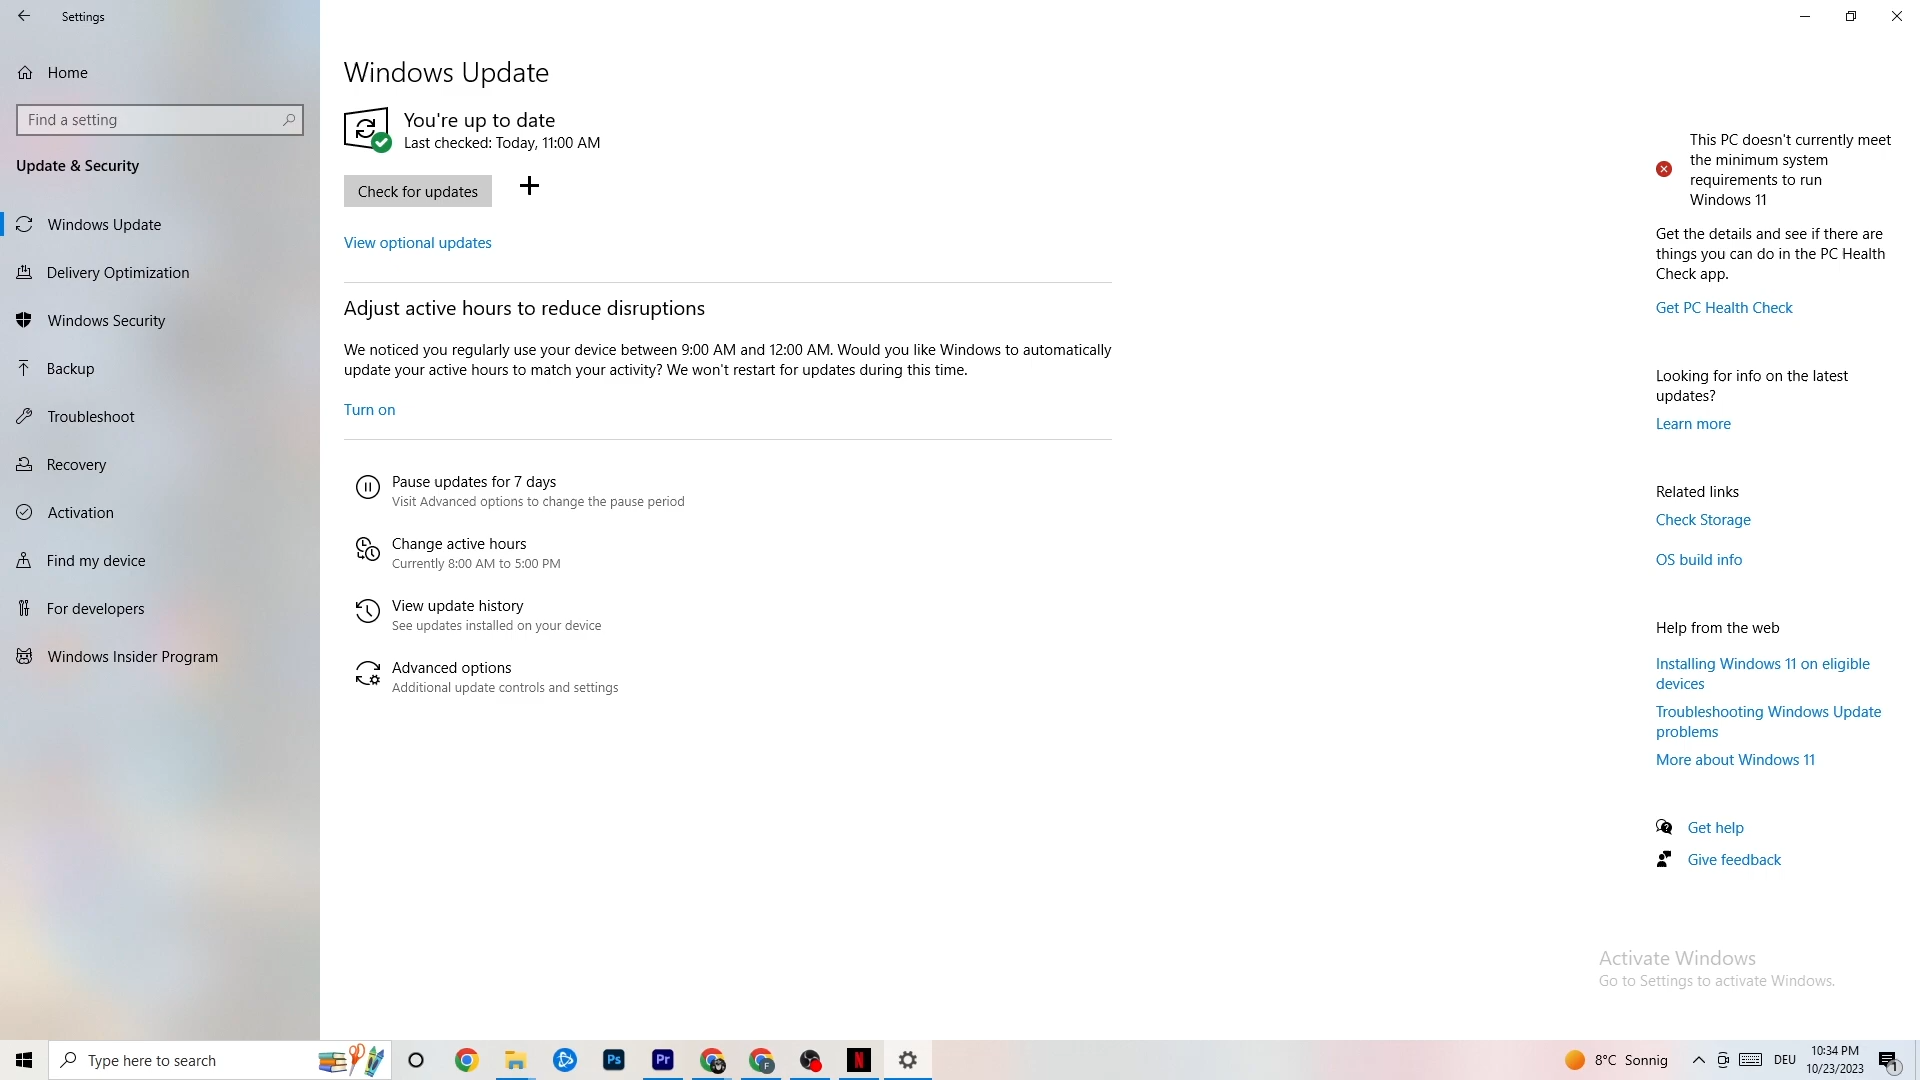 Settings
Home
Find a setting
Update & Security
Windows Update
Delivery Optimization
Windows Security
Backup
Troubleshoot
Recovery
Activation
Find my device
For developers
Windows Insider Program
Windows Update
You're up to date
Last checked: Today, 11:00 AM
Check for updates
View optional updates
Adjust active hours to reduce disruptions
We noticed you regularly use your device between 9:00 AM and 12:00 AM. Would you like Windows to automatically
update your active hours to match your activity? We won't restart for updates during this time.
Turn on
Pause updates for 7 days
Visit Advanced options to change the pause period
Change active hours
Currently 8:00 AM to 5:00 PM
View update history
See updates installed on your device
Advanced options
Additional update controls and settings
This PC doesn't currently meet
the minimum system
requirements to run
Windows 11
Get the details and see if there are
things you can do in the PC Health
Check app.
Get PC Health Check
Looking for info on the latest
updates?
Learn more
Related links
Check Storage
OS build info
Help from the web
Installing Windows 11 on eligible
devices
Troubleshooting Windows Update
problems
More about Windows 11
Get help
Give feedback
Activate Windows
Go to Settings to activate Windows.
Type here to search
Ps
Pr
F
N
8°C Sonnig
DEU
10:34 PM
10/23/2023
1